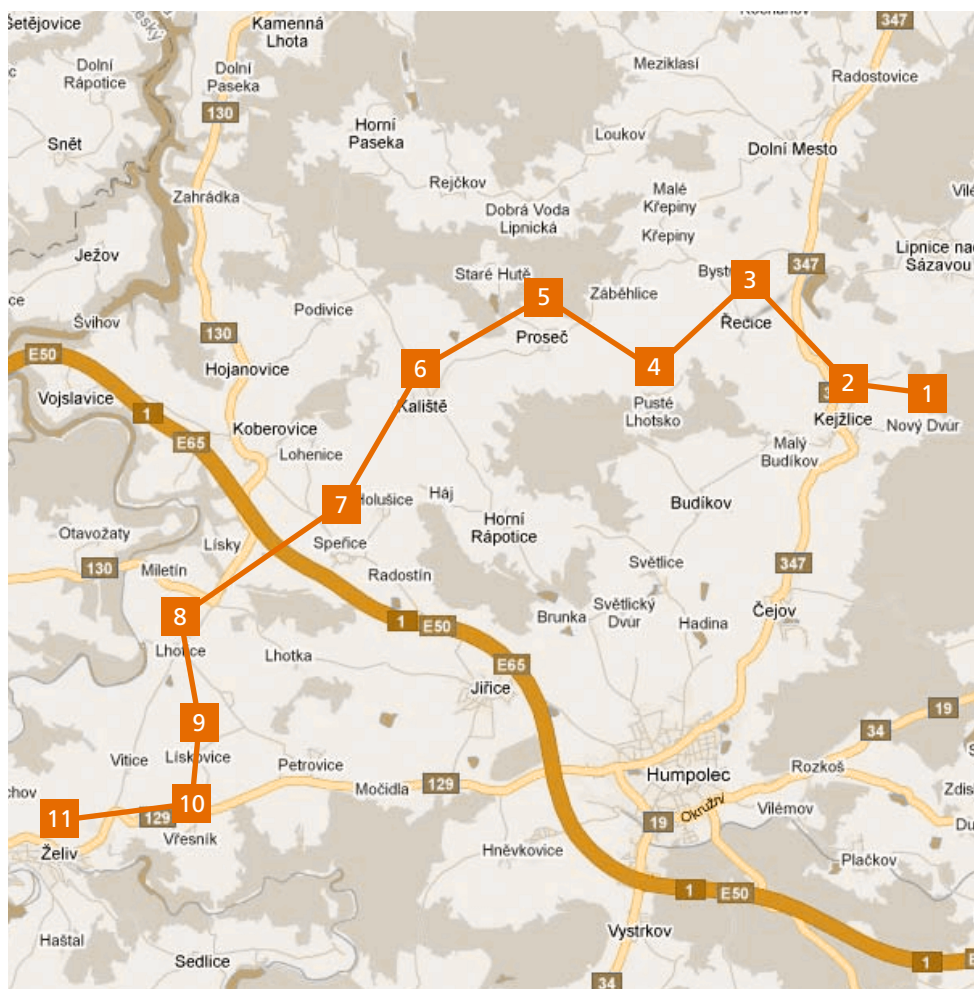 Kamenná
Lhota
347
Dolní
Rápotice
Dolní
Paseka
Meziklasí
Radostovice
130
Snět
Horní
Paseka
Loukov
Dolní Mesto
Zahrádka
Rejčkov
Malé
Křepiny
Dobrá Voda
Lipnická
Křepiny
Ježov
Lipnice
Sázavou
Staré Hutě
347
3
Záběhlice
5
Podivice
Švihov
Řečice
130
Proseč
E50
Hojanovice
6
4
2
1
Vojslavice
Kaliště
Pusté
Lhotsko
Kejžlice
Nový Dvůr
1
E65
Koberovice
Malý
Budíkov
Lohenice
7
Háj
Budíkov
Horní
Rápotice
Otavožaty
Lísky
Speřice
Světlice
347
130
Miletín
Radostín
8
Brunka
Světlický
Dvůr
Hadina
Čejov
1
E50
Lhotka
E65
Jiřice
9
19
34
Vitice
Lískovice
Petrovice
Humpolec
Rozkoš
Močidla
129
10
11
129
Okružní
Vilémov
19
Vřesník
Želiv
Hněvkovice
Plačkov
1
E50
Haštal
Vystrkov
Sedlice
1
34